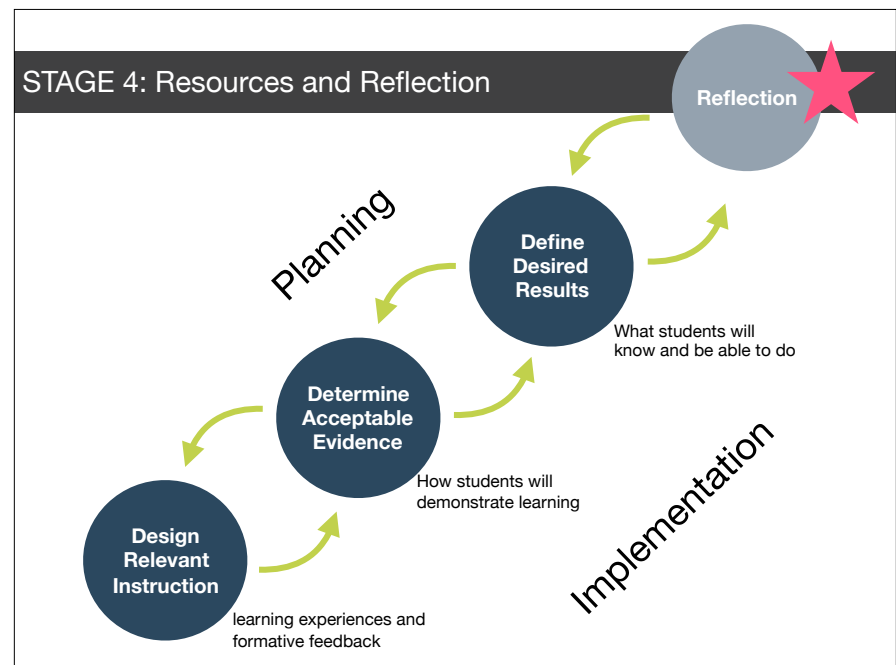 STAGE 4: Resources and Reflection
Reflection
Planning
Define
Desired
Results
What students will
know and be able to do
Determine
Acceptable
Evidence
How students will
demonstrate learning
Implementation
Design
Relevant
Instruction
learning experiences and
formative feedback